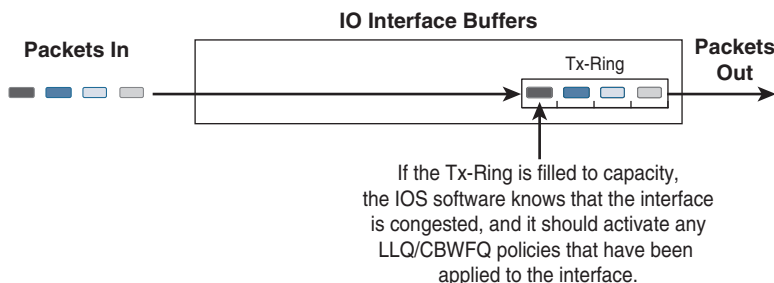 IO Interface Buffers
Packets In
Packets
Out
Tx-Ring
If the Tx-Ring is filled to capacity,
the IOS software knows that the interface
is congested, and it should activate any
LLQ/CBWFQ policies that have been
applied to the interface.